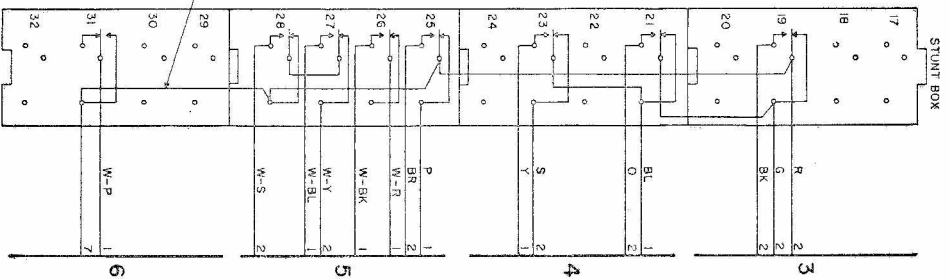 STUNT BOX
17
18
19
20
R 2
G 2
BK 2
3
21
22
23
24
BL 1
O 2
S 2
Y 1
4
25
26
27
28
P 1
BR 2
W-R 1
W-BK 1
W-Y 2
W-BL 1
W-S 2
5
29
30
31
32
W-P 1
7
6